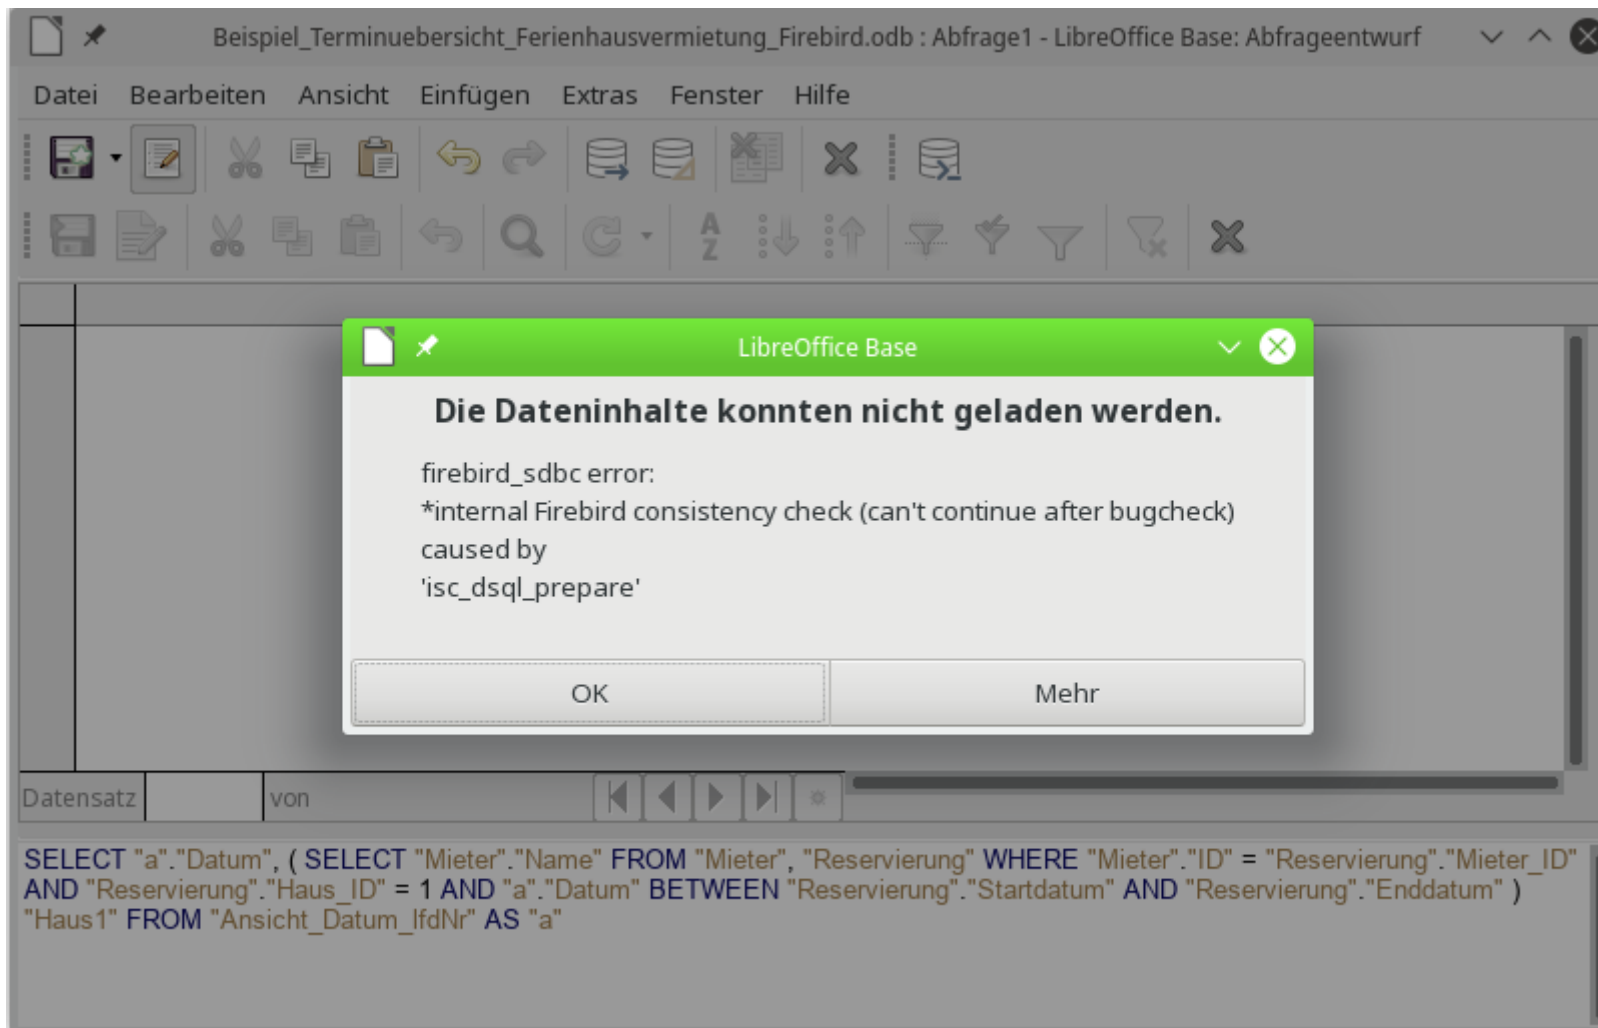 Beispiel_Terminuebersicht_Ferienhausvermietung_Firebird.odb : Abfrage1 - LibreOffice Base: Abfrageentwurf
Datei Bearbeiten Ansicht Einfügen Extras Fenster Hilfe
A
Z
LibreOffice Base
Die Dateninhalte konnten nicht geladen werden.
firebird_sdbc error:
*internal Firebird consistency check (can't continue after bugcheck)
caused by
'isc_dsql_prepare'
OK Mehr
Datensatz von
SELECT "a"."Datum", ( SELECT "Mieter"."Name" FROM "Mieter", "Reservierung" WHERE "Mieter"."ID" = "Reservierung"."Mieter_ID"
AND "Reservierung"."Haus_ID" = 1 AND "a"."Datum" BETWEEN "Reservierung"."Startdatum" AND "Reservierung"."Enddatum" )
"Haus1" FROM "Ansicht_Datum_lfdNr" AS "a"